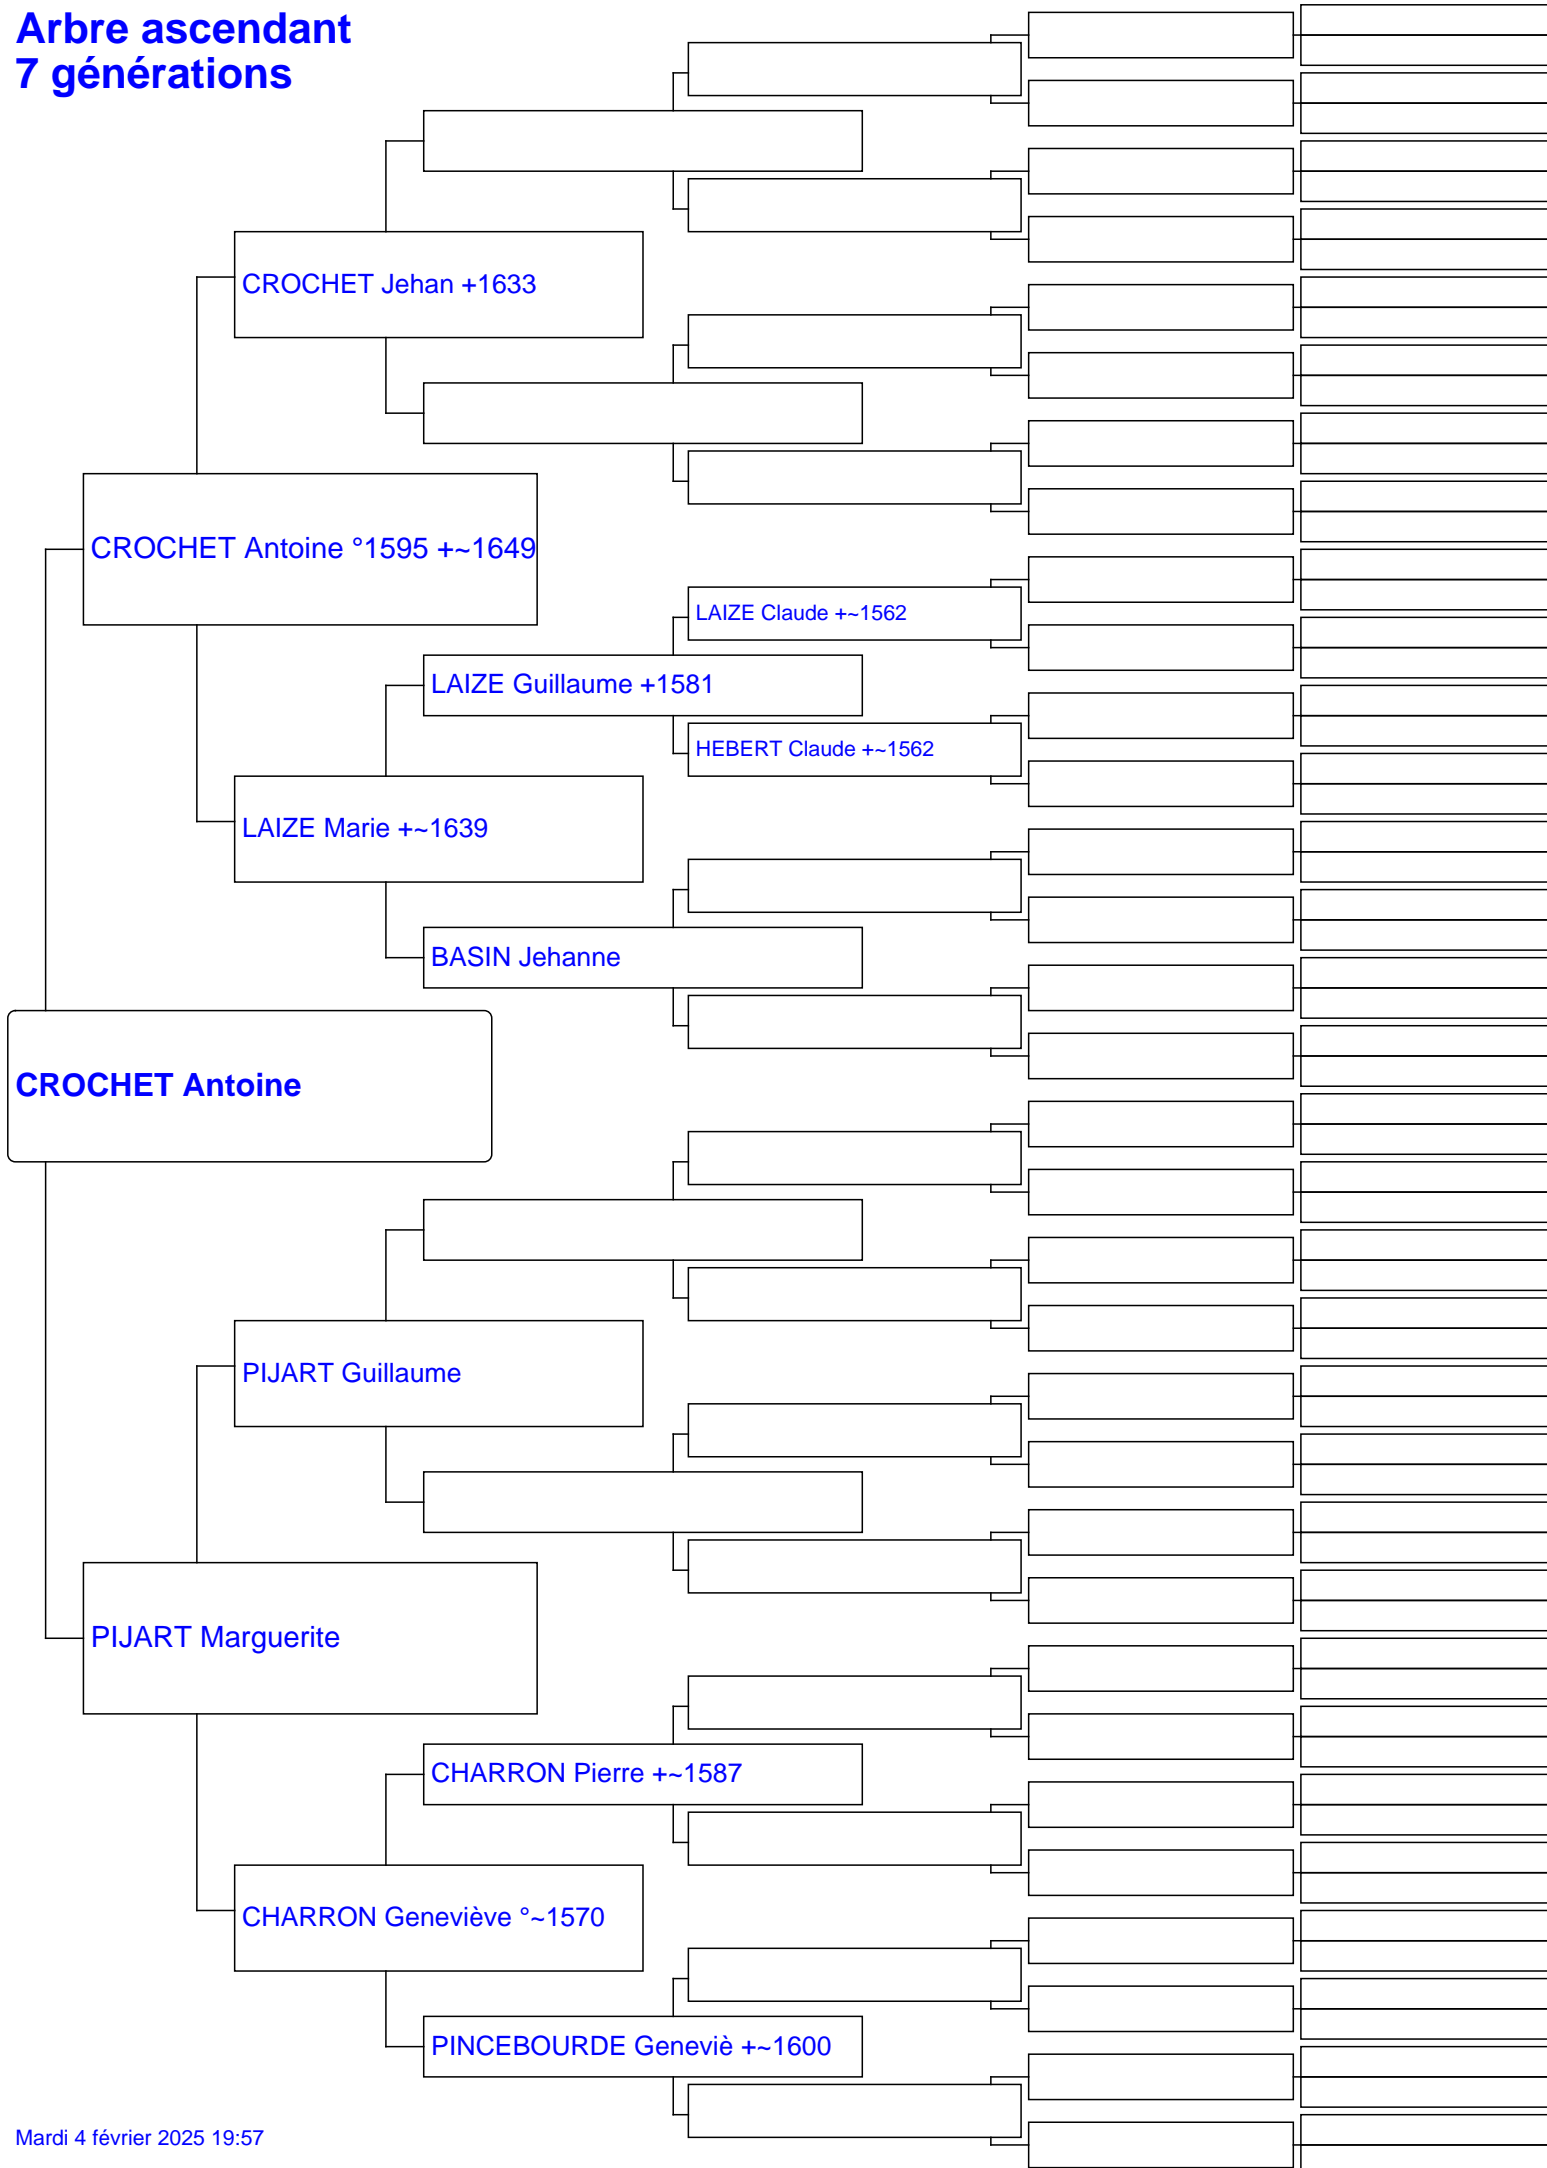 Arbre ascendant
7 générations
CROCHET Jehan +1633
CROCHET Antoine °1595 +~1649
LAIZE Claude +~1562
LAIZE Guillaume +1581
HEBERT Claude +~1562
LAIZE Marie +~1639
BASIN Jehanne
CROCHET Antoine
PIJART Guillaume
PIJART Marguerite
CHARRON Pierre +~1587
CHARRON Geneviève °~1570
PINCEBOURDE Geneviè +~1600
Mardi 4 février 2025 19:57